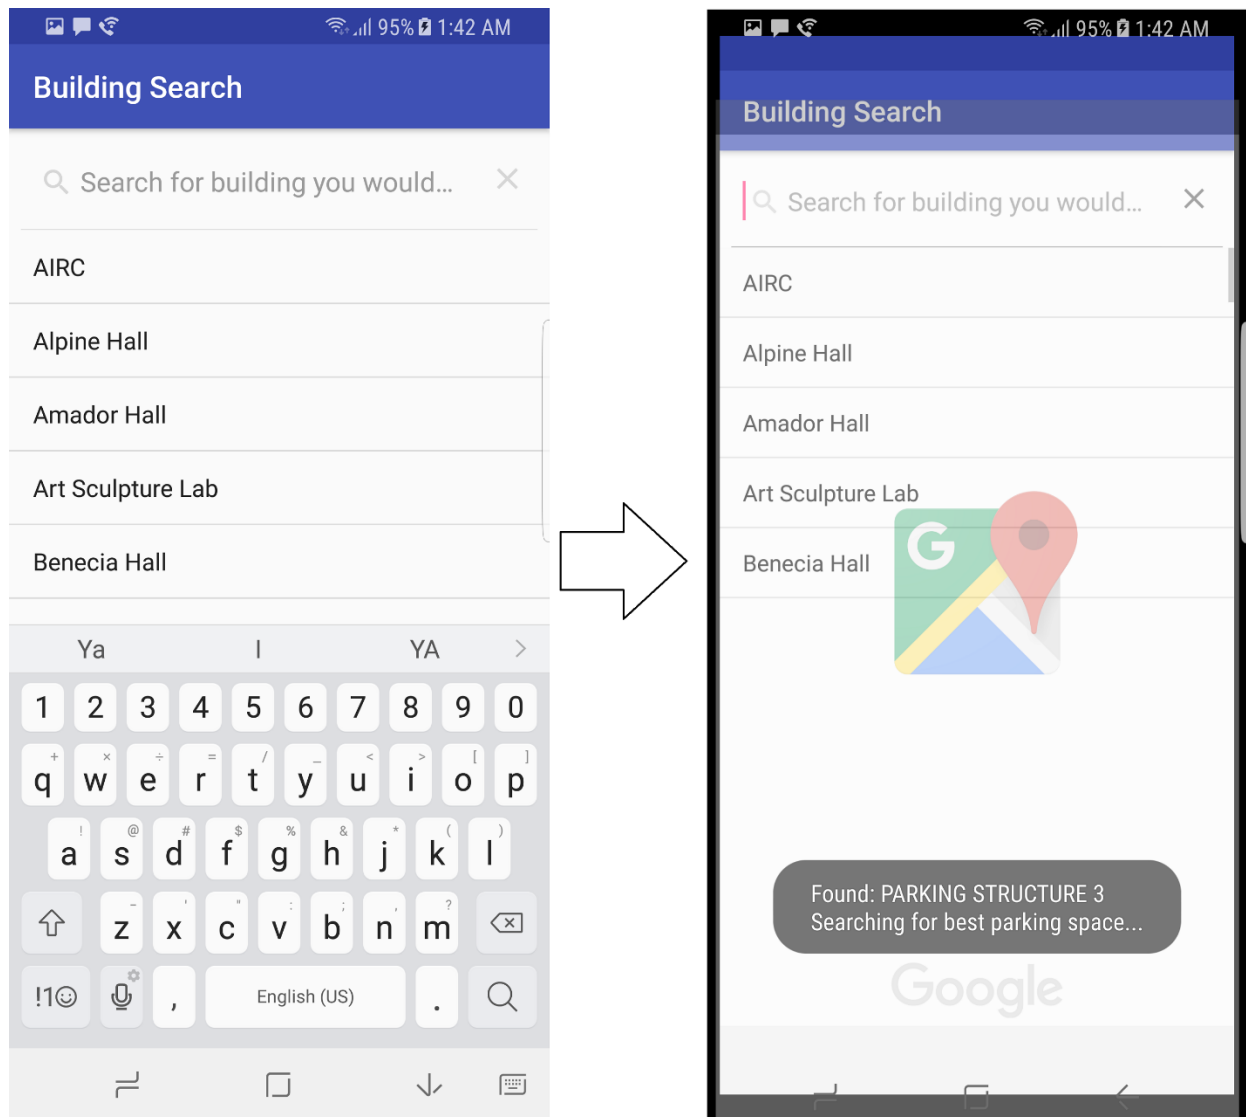 95% 1:42 AM
Building Search
Search for building you would...
AIRC
Alpine Hall
Amador Hall
Art Sculpture Lab
Benecia Hall
Ya I YA
1 2 3 4 5 6 7 8 9 0
+ × ÷ = / _ < > [ ]
q w e r t y u i o p
! @ # $ % & * ( )
a s d f g h j k l
- ' " : ; , ?
z x c v b n m
!1☺ , English (US) .
95% 1:42 AM
Building Search
Search for building you would...
AIRC
Alpine Hall
Amador Hall
Art Sculpture Lab
Benecia Hall
G
Found: PARKING STRUCTURE 3
Searching for best parking space...
Google